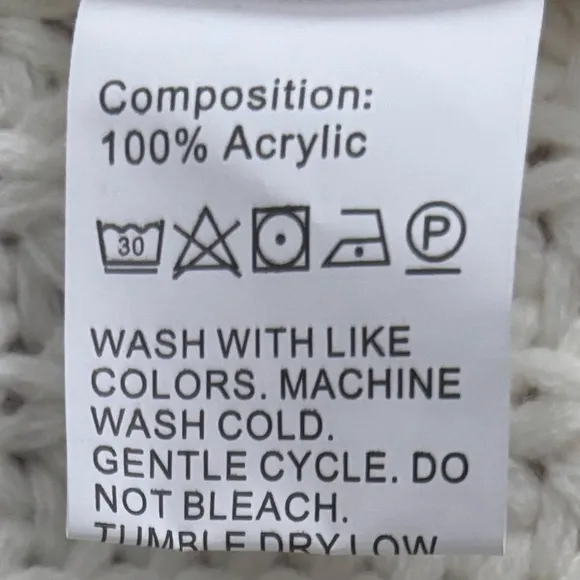 Composition:
100% Acrylic
30 P
WASH WITH LIKE
COLORS. MACHINE
WASH COLD.
GENTLE CYCLE. DO
NOT BLEACH.
TUMBLE DRY LOW